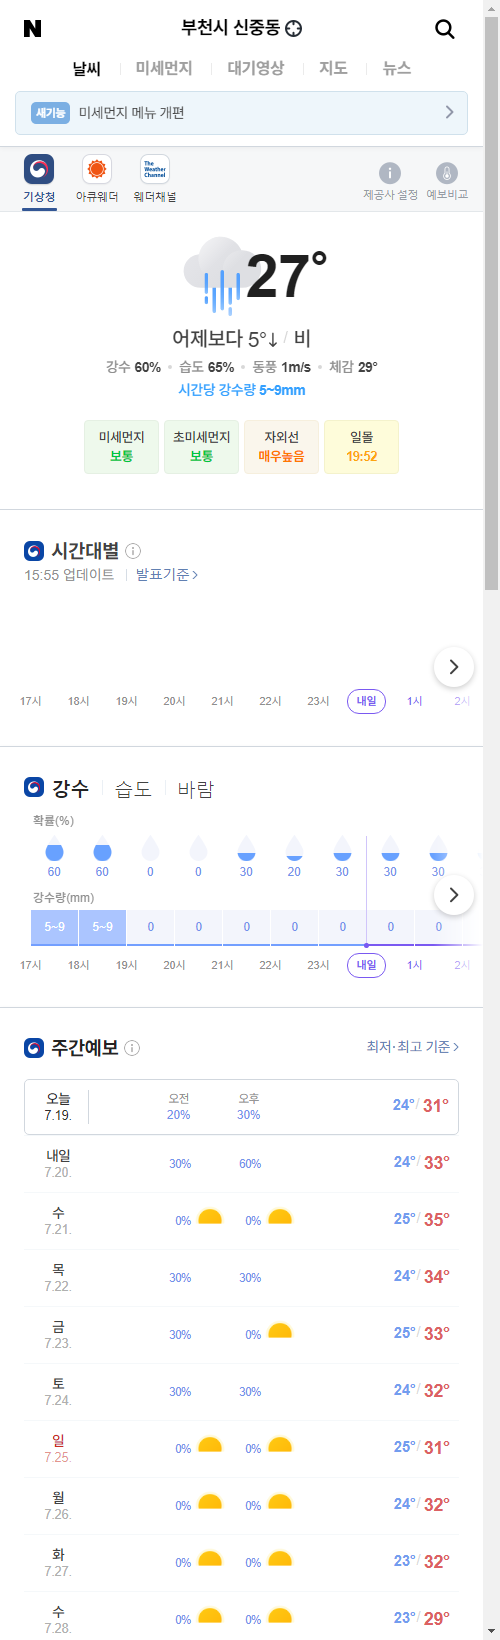 N 부천시 신중동
날씨 미세먼지 대기영상 지도 뉴스
새기능 미세먼지 메뉴 개편
The Weather Channel
기상청 아큐웨더 웨더채널 제공사 설정 예보비교
27°
어제보다 5°↓ / 비
강수 60% 습도 65% 동풍 1m/s 체감 29°
시간당 강수량 5~9mm
미세먼지 초미세먼지 자외선 일몰
보통 보통 매우높음 19:52
시간대별
15:55 업데이트 발표기준
17시 18시 19시 20시 21시 22시 23시 내일 1시 2시
강수 습도 바람
확률(%)
60 60 0 0 30 20 30 30 30
강수량(mm)
5~9 5~9 0 0 0 0 0 0 0
17시 18시 19시 20시 21시 22시 23시 내일 1시 2시
주간예보 최저·최고 기준
오늘 오전 오후
7.19. 20% 30% 24°/ 31°
내일
7.20. 30% 60% 24°/ 33°
수
7.21. 0% 0% 25°/ 35°
목
7.22. 30% 30% 24°/ 34°
금
7.23. 30% 0% 25°/ 33°
토
7.24. 30% 30% 24°/ 32°
일
7.25. 0% 0% 25°/ 31°
월
7.26. 0% 0% 24°/ 32°
화
7.27. 0% 0% 23°/ 32°
수
7.28. 0% 0% 23°/ 29°